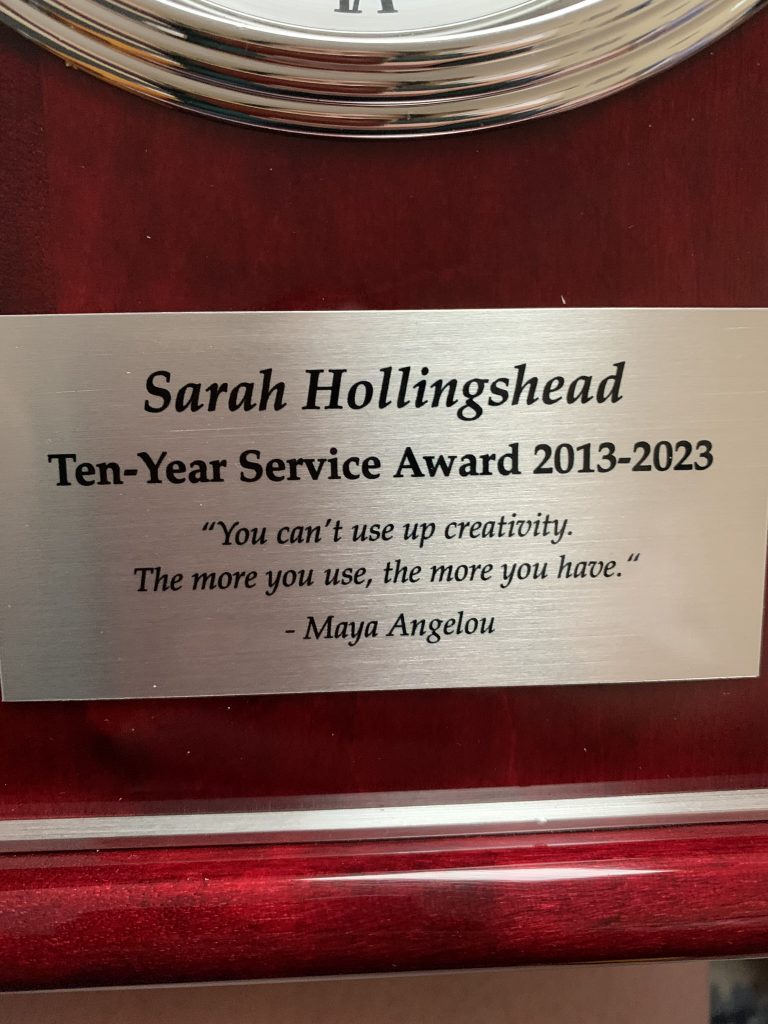 VI
Sarah Hollingshead
Ten-Year Service Award 2013-2023
“You can’t use up creativity.
The more you use, the more you have.“
- Maya Angelou